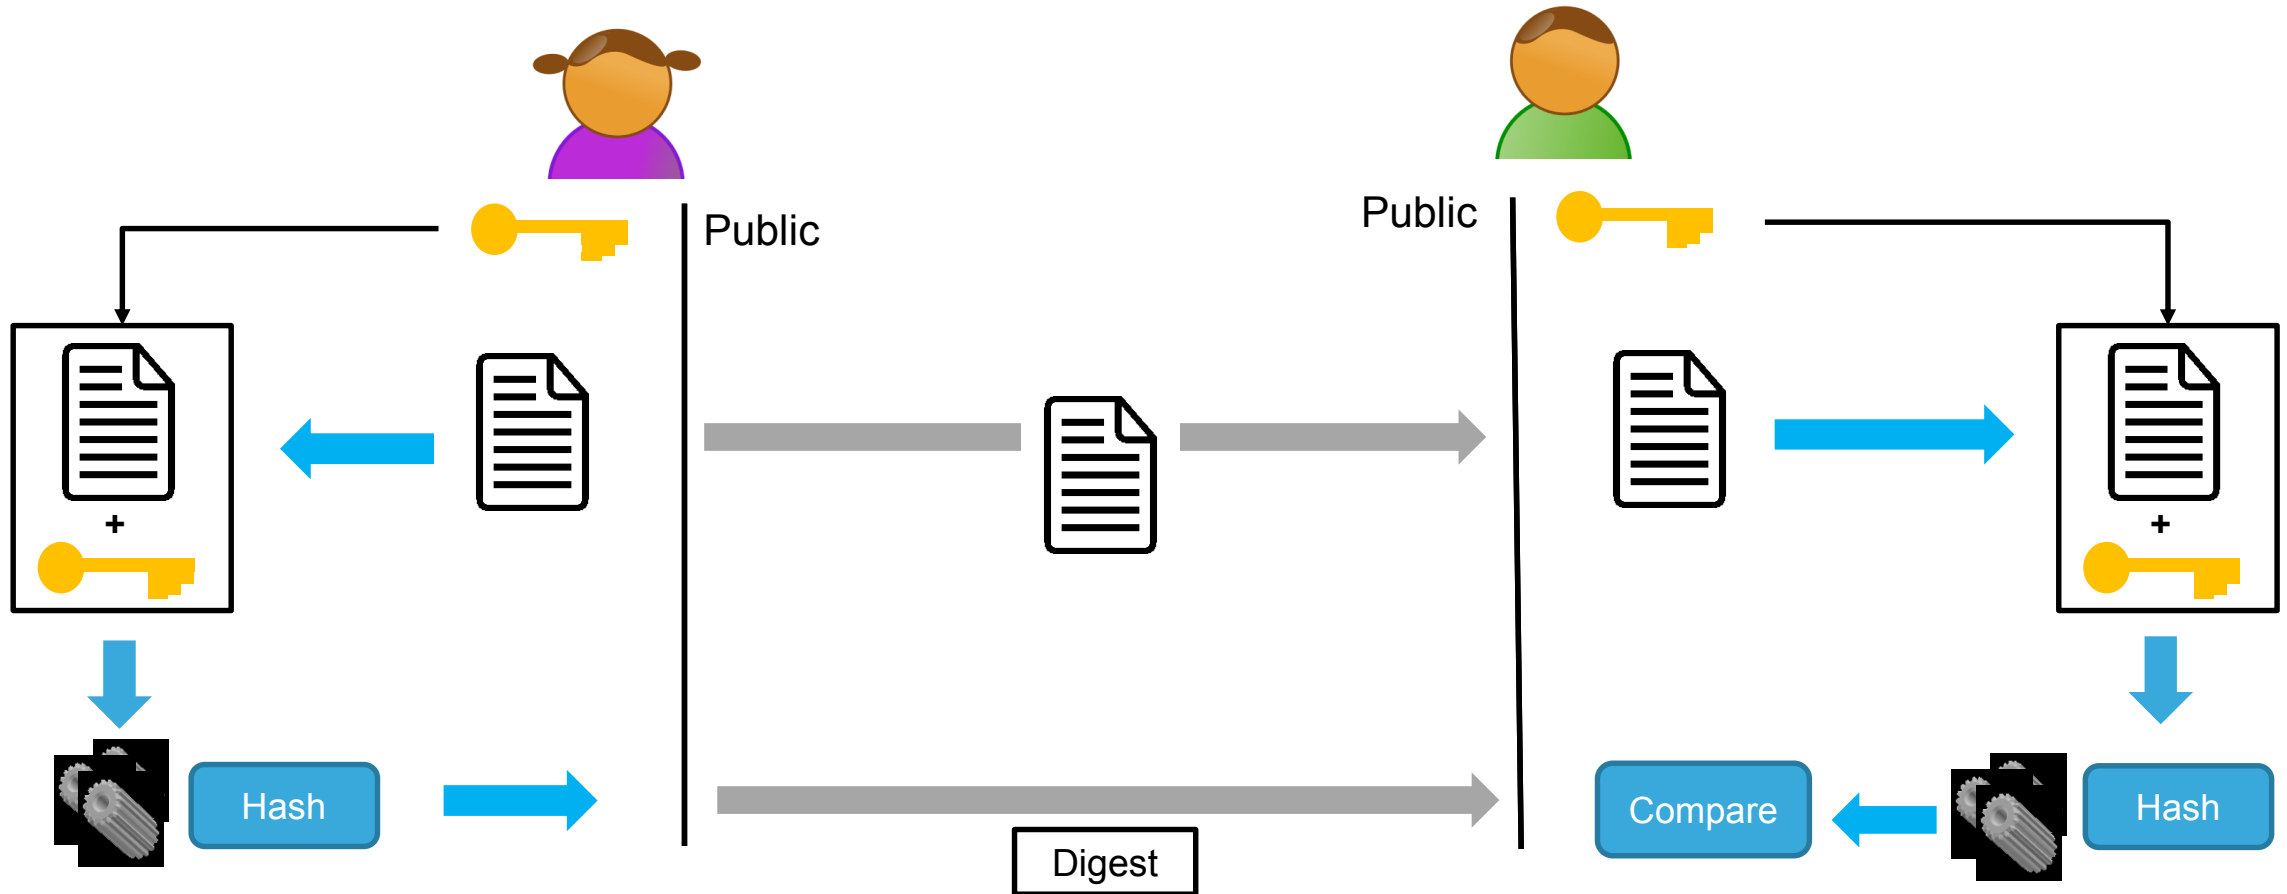 Public
Public
+
+
Hash
Compare
Hash
Digest